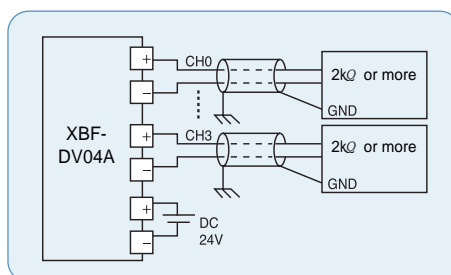 +
CH0
2kΩ or more
−
GND
XBF-
DV04A
+
CH3
2kΩ or more
−
GND
+
DC
24V
−